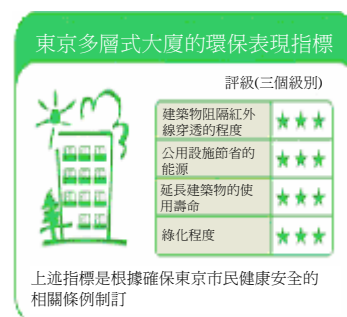 東京多層式大廈的環保表現指標
評級(三個級別)
建築物阻隔紅外
線穿透的程度
★★★
公用設施節省的
能源
★★★
延長建築物的使
用壽命
★★★
綠化程度
★★★
上述指標是根據確保東京市民健康安全的
相關條例制訂